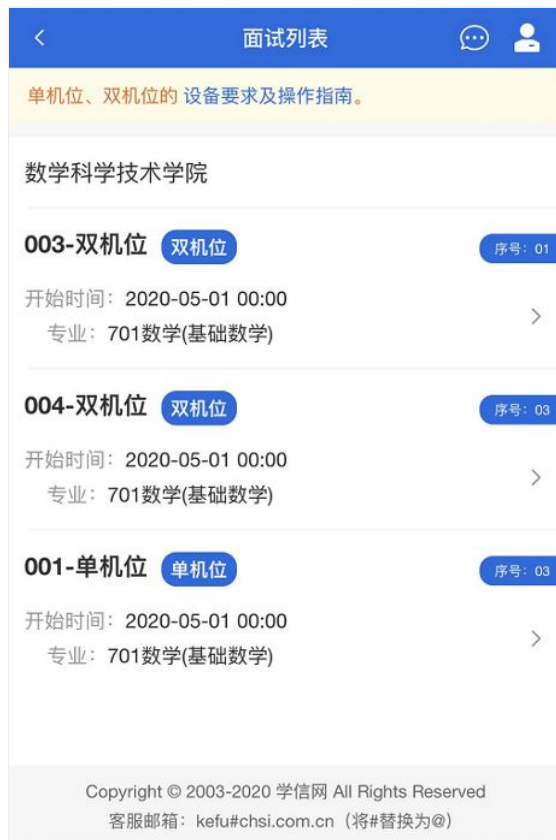 面试列表
单机位、双机位的 设备要求及操作指南。
数学科学技术学院
003-双机位 双机位 序号：01
开始时间：2020-05-01 00:00
专业：701数学(基础数学)
004-双机位 双机位 序号：03
开始时间：2020-05-01 00:00
专业：701数学(基础数学)
001-单机位 单机位 序号：03
开始时间：2020-05-01 00:00
专业：701数学(基础数学)
Copyright © 2003-2020 学信网 All Rights Reserved
客服邮箱：kefu#chsi.com.cn（将#替换为@）